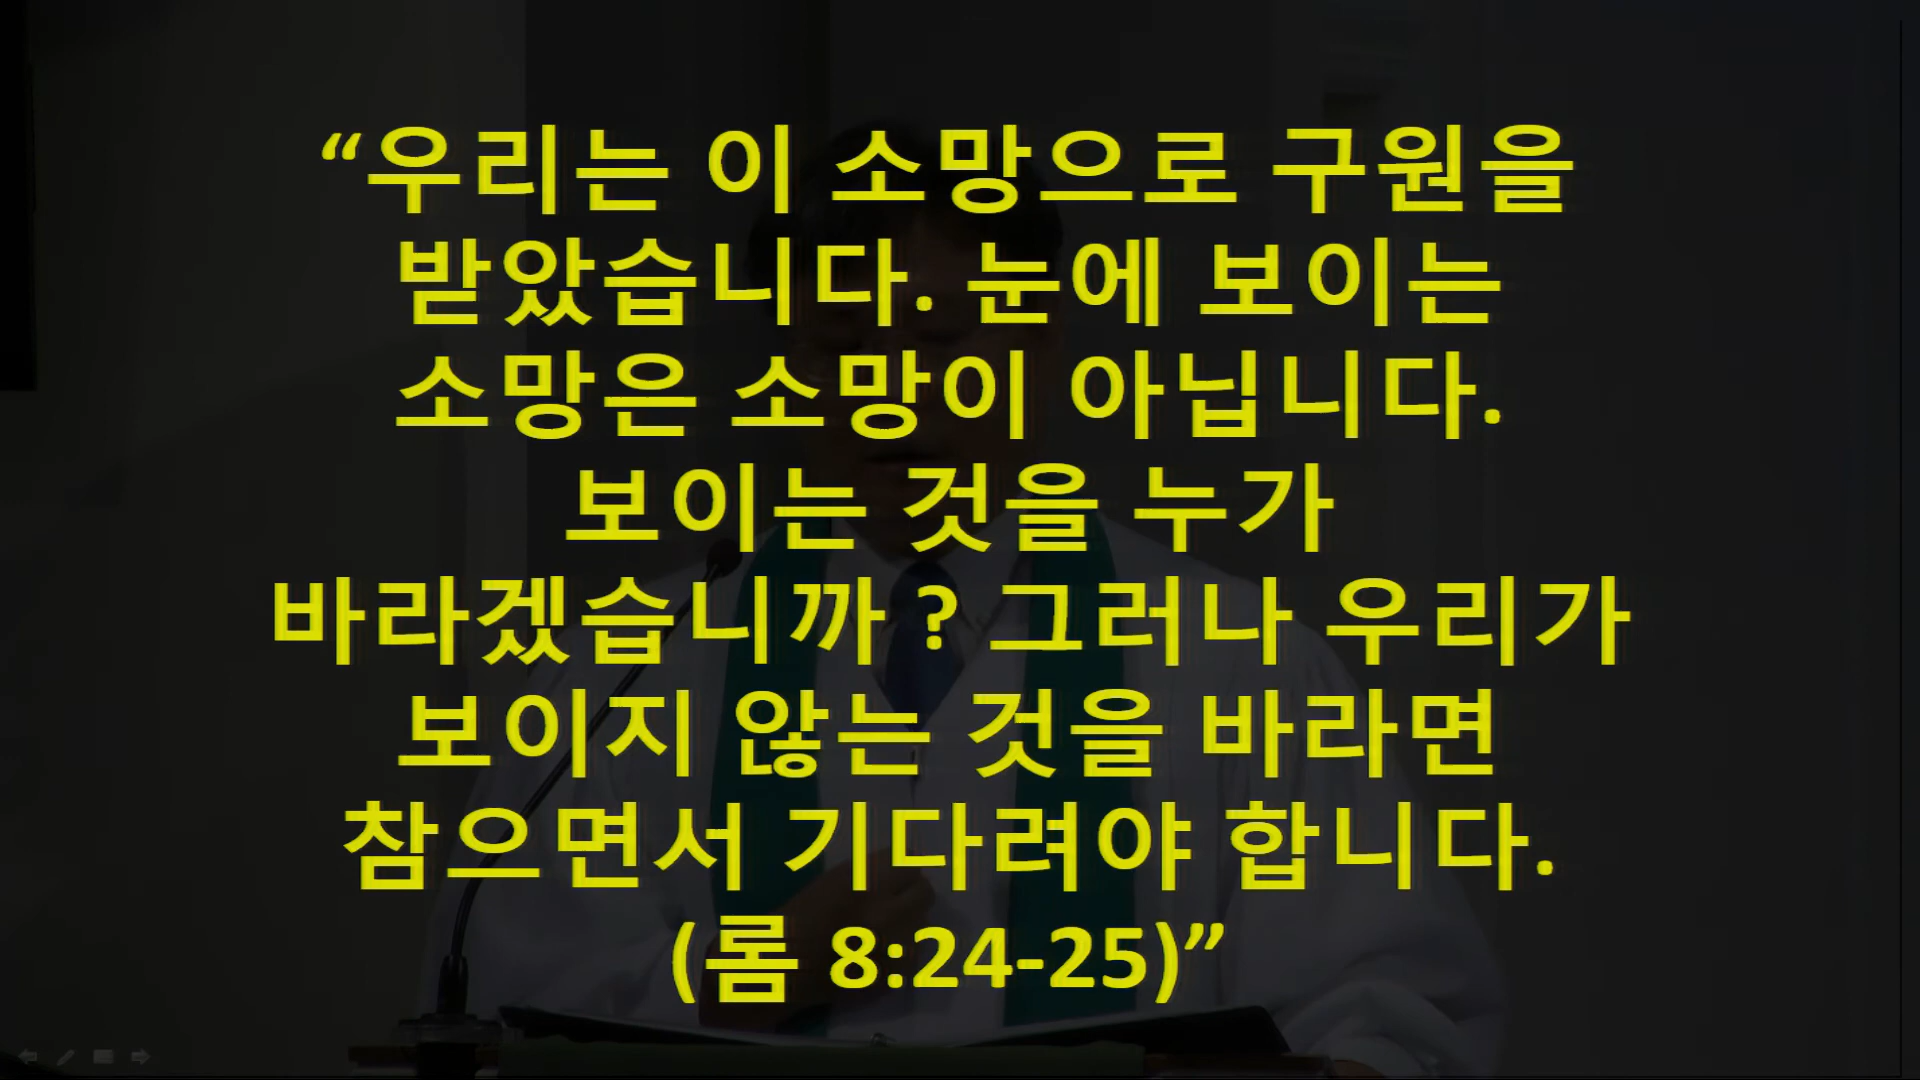 “우리는 이 소망으로 구원을
받았습니다. 눈에 보이는
소망은 소망이 아닙니다.
보이는 것을 누가
바라겠습니까 ? 그러나 우리가
보이지 않는 것을 바라면
참으면서 기다려야 합니다.
(롬 8:24-25)”